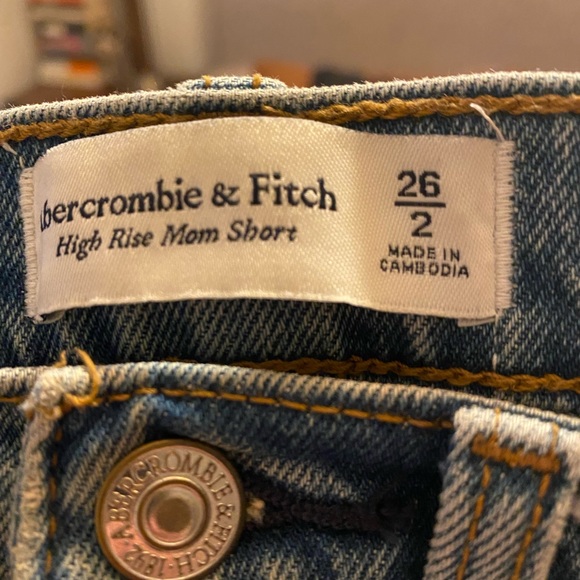 Abercrombie & Fitch
High Rise Mom Short
26
2
MADE IN
CAMBODIA
ABERCROMBIE & FITCH · 1892 ·